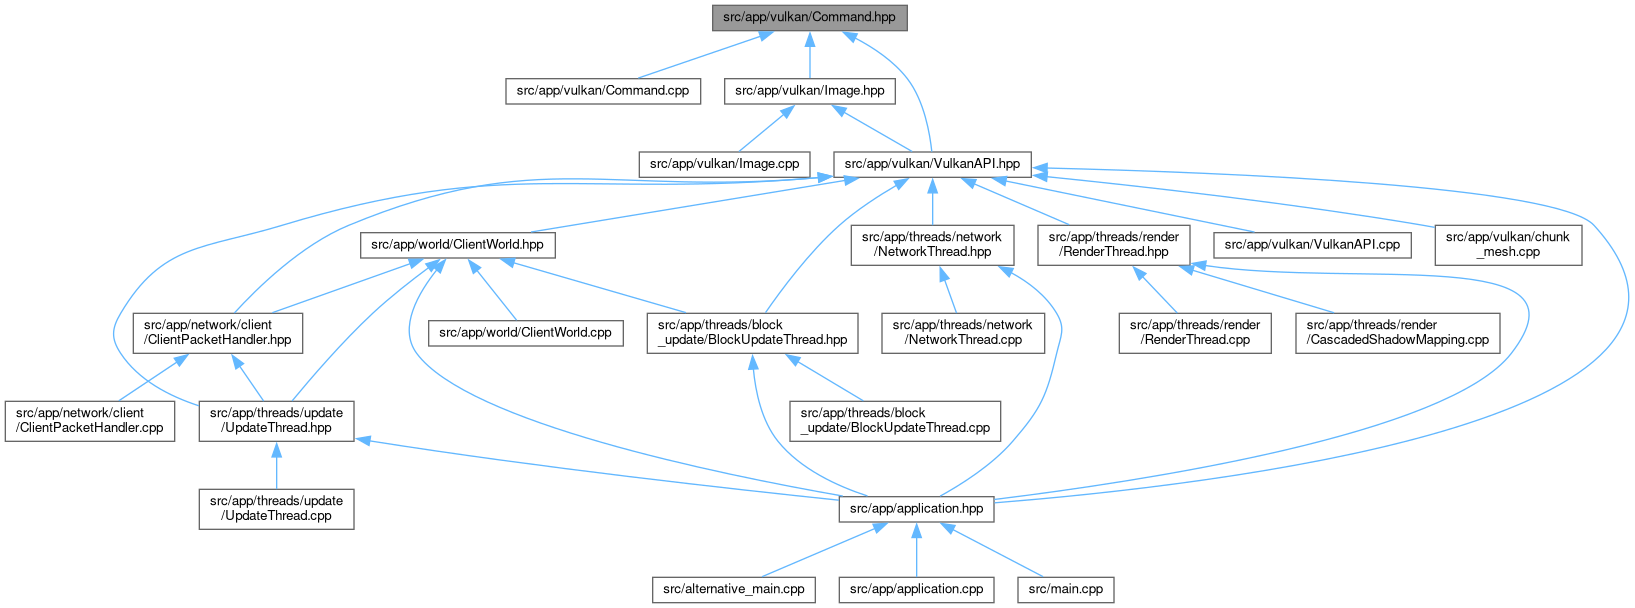 src/app/vulkan/Command.hpp
src/app/vulkan/Command.cpp
src/app/vulkan/Image.hpp
src/app/vulkan/Image.cpp
src/app/vulkan/VulkanAPI.hpp
src/app/world/ClientWorld.hpp
src/app/threads/network
/NetworkThread.hpp
src/app/threads/render
/RenderThread.hpp
src/app/vulkan/VulkanAPI.cpp
src/app/vulkan/chunk
_mesh.cpp
src/app/network/client
/ClientPacketHandler.hpp
src/app/world/ClientWorld.cpp
src/app/threads/block
_update/BlockUpdateThread.hpp
src/app/threads/network
/NetworkThread.cpp
src/app/threads/render
/RenderThread.cpp
src/app/threads/render
/CascadedShadowMapping.cpp
src/app/network/client
/ClientPacketHandler.cpp
src/app/threads/update
/UpdateThread.hpp
src/app/threads/block
_update/BlockUpdateThread.cpp
src/app/threads/update
/UpdateThread.cpp
src/app/application.hpp
src/alternative_main.cpp
src/app/application.cpp
src/main.cpp